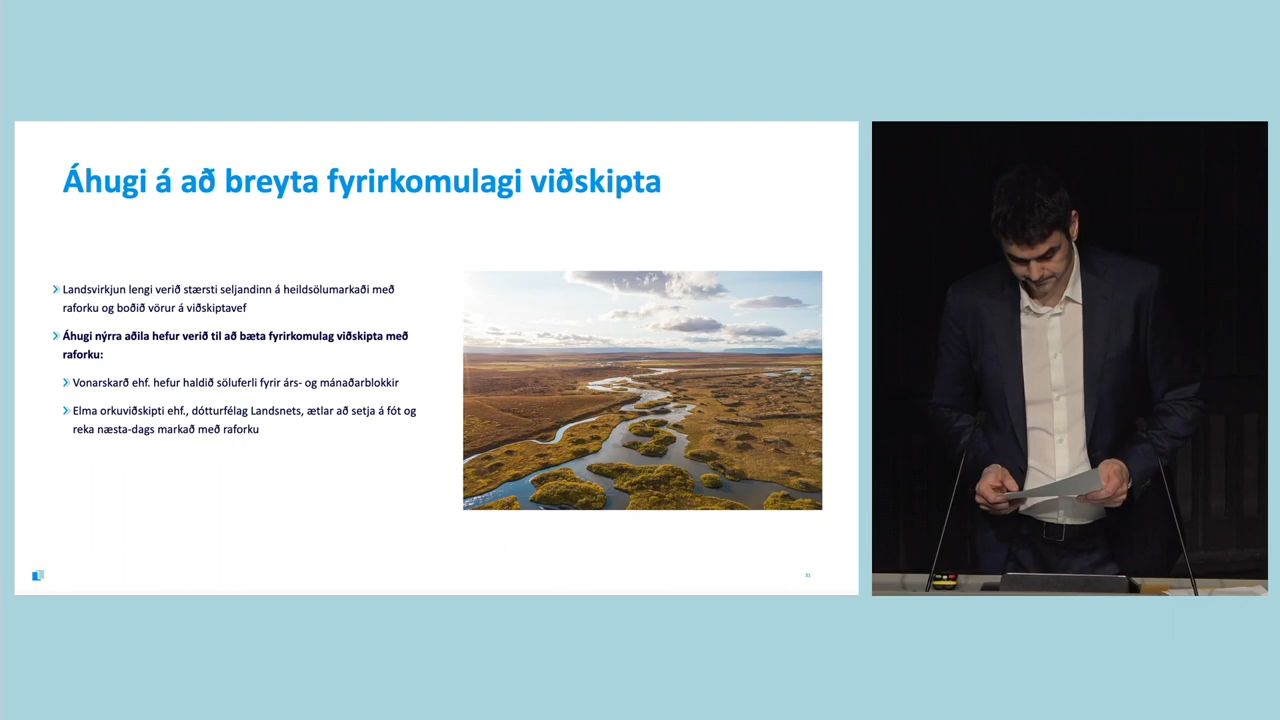 Áhugi á að breyta fyrirkomulagi viðskipta
Landsvirkjun lengi verið stærsti seljandinn á heildsölumarkaði með
raforku og boðið vörur á viðskiptavef
Áhugi nýrra aðila hefur verið til að bæta fyrirkomulag viðskipta með
raforku:
Vonarskarð ehf. hefur haldið söluferli fyrir árs- og mánaðarblokkir
Elma orkuviðskipti ehf., dótturfélag Landsnets, ætlar að setja á fót og
reka næsta-dags markað með raforku
31